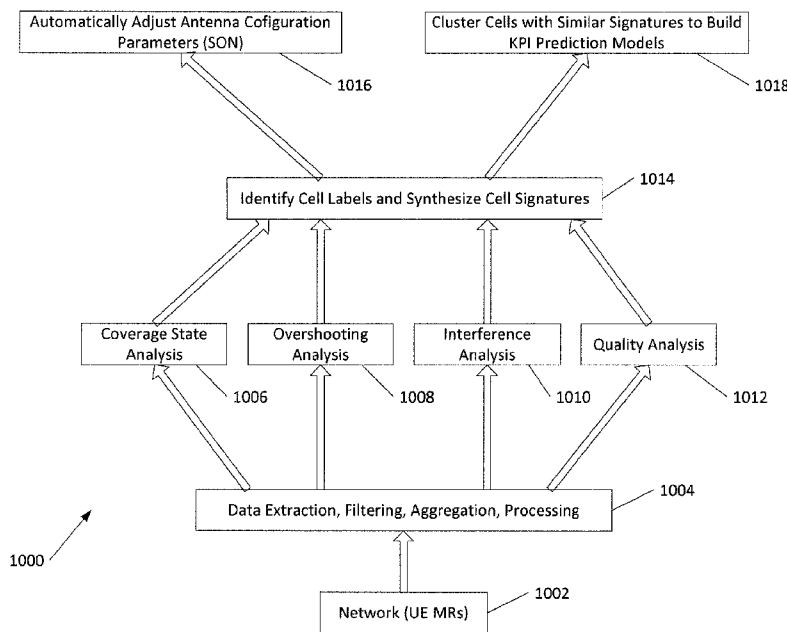 Automatically Adjust Antenna Cofiguration
Parameters (SON)
1016
Cluster Cells with Similar Signatures to Build
KPI Prediction Models
1018
Identify Cell Labels and Synthesize Cell Signatures
1014
Coverage State
Analysis
1006
Overshooting
Analysis
1008
Interference
Analysis
1010
Quality Analysis
1012
Data Extraction, Filtering, Aggregation, Processing
1004
1000
Network (UE MRs)
1002